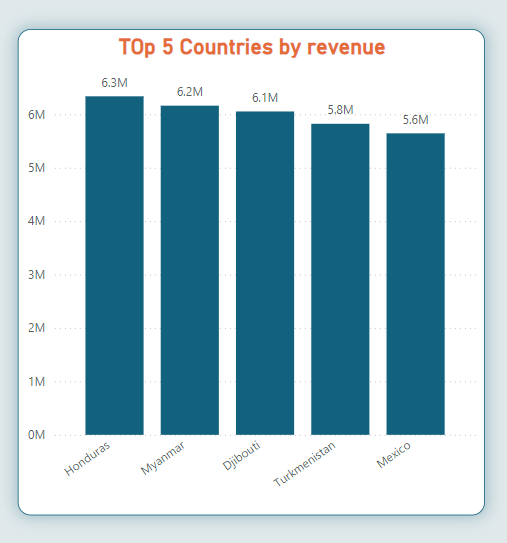 TOp 5 Countries by revenue
6.3M
6.2M
6.1M
5.8M
5.6M
6M
5M
4M
3M
2M
1M
0M
Honduras
Myanmar
Djibouti
Turkmenistan
Mexico